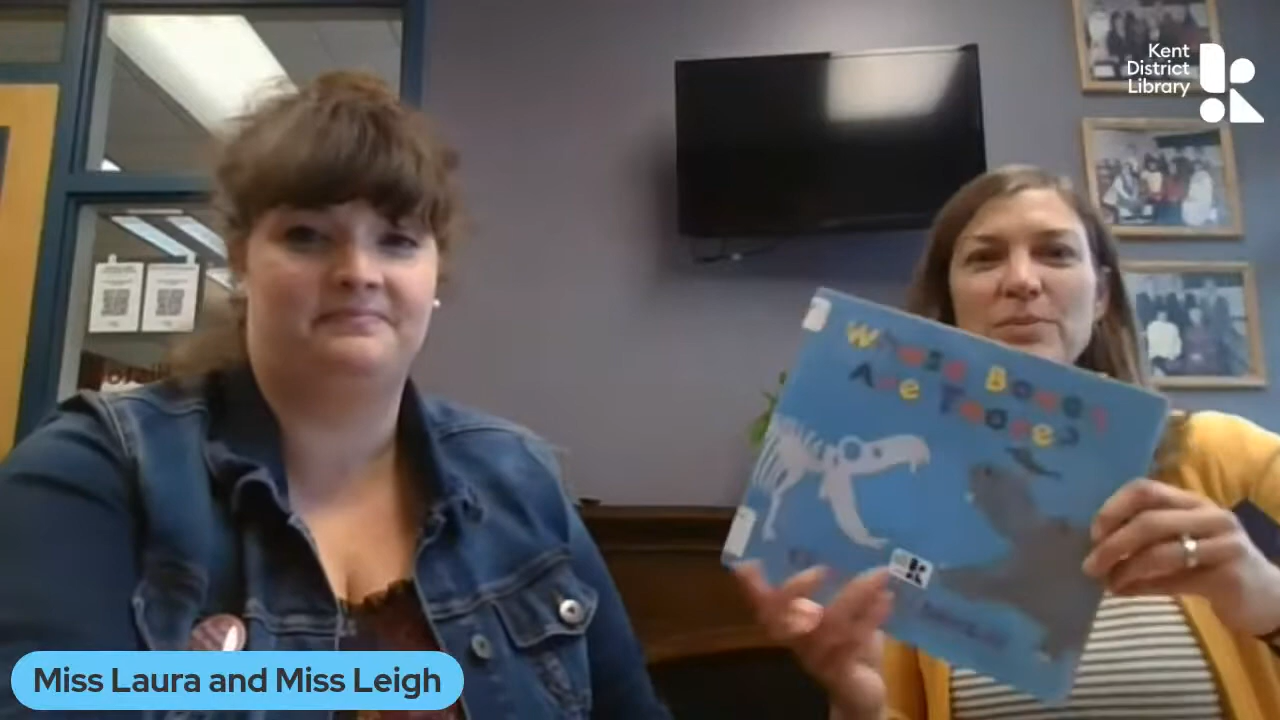 Kent
District
Library
Whose Bones
Are Those?
Miss Laura and Miss Leigh